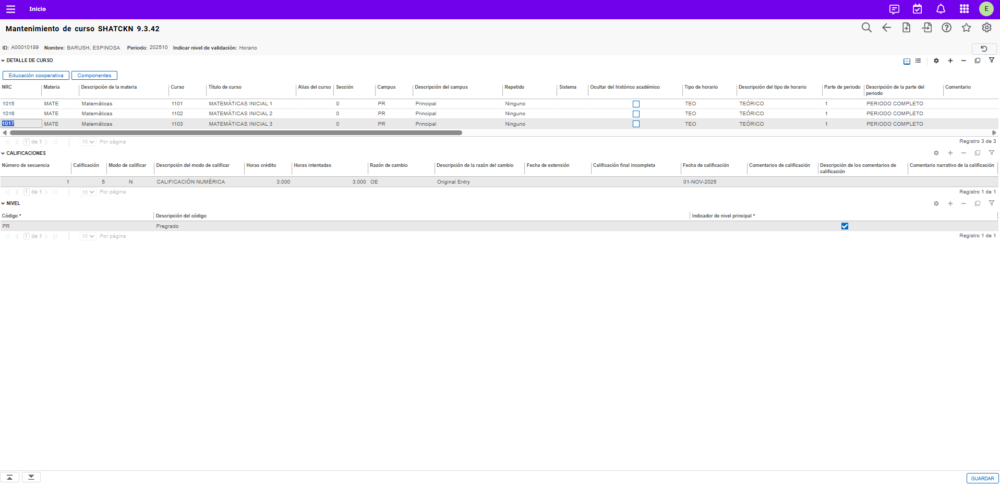 Inicio
E
Mantenimiento de curso SHATCKN 9.3.42
ID: A00010189 Nombre: BARUSH, ESPINOSA Periodo: 202510 Indicar nivel de validación: Horario
DETALLE DE CURSO
Educación cooperativa Componentes
NRC Materia Descripción de la materia Curso Título de curso Alias del curso Sección Campus Descripción del campus Repetido Sistema Ocultar del histórico académico Tipo de horario Descripción del tipo de horario Parte de periodo Descripción de la parte del periodo Comentario
1015 MATE Matemáticas 1101 MATEMÁTICAS INICIAL 1 0 PR Principal Ninguno TEO TEÓRICO 1 PERIODO COMPLETO
1016 MATE Matemáticas 1102 MATEMÁTICAS INICIAL 2 0 PR Principal Ninguno TEO TEÓRICO 1 PERIODO COMPLETO
1017 MATE Matemáticas 1103 MATEMÁTICAS INICIAL 3 0 PR Principal Ninguno TEO TEÓRICO 1 PERIODO COMPLETO
1 de 1 10 Por página Registro 3 de 3
CALIFICACIONES
Número de secuencia Calificación Modo de calificar Descripción del modo de calificar Horas crédito Horas intentadas Razón de cambio Descripción de la razón del cambio Fecha de extensión Calificación final incompleta Fecha de calificación Comentarios de calificación Descripción de los comentarios de calificación Comentario narrativo de la calificación
1 5 N CALIFICACIÓN NUMÉRICA 3.000 3.000 OE Original Entry 01-NOV-2025
1 de 1 10 Por página Registro 1 de 1
NIVEL
Código * Descripción del código Indicador de nivel principal *
PR Pregrado
1 de 1 10 Por página Registro 1 de 1
GUARDAR